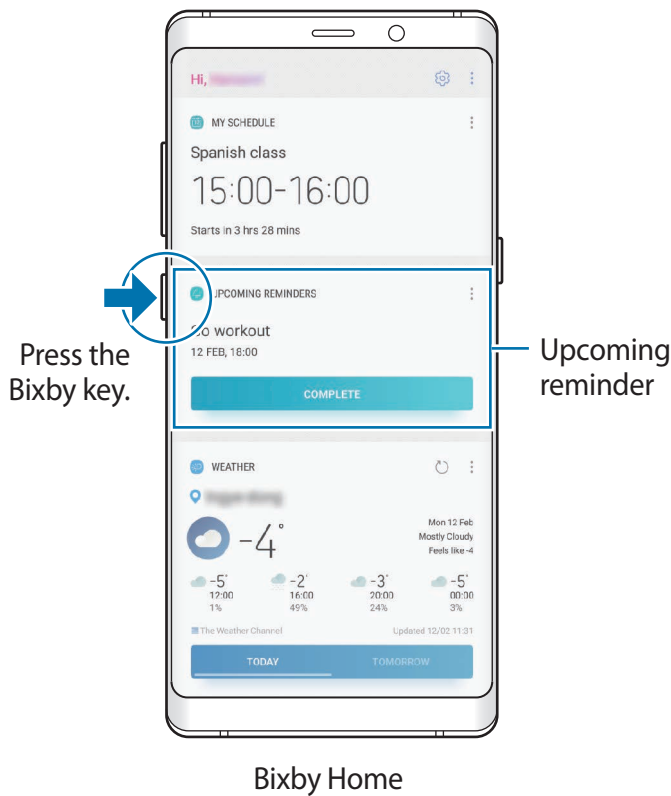 Hi,
MY SCHEDULE
Spanish class
15:00-16:00
Starts in 3 hrs 28 mins
UPCOMING REMINDERS
Go workout
12 FEB, 18:00
COMPLETE
Press the
Bixby key.
Upcoming
reminder
WEATHER
-4°
Mon 12 Feb
Mostly Cloudy
Feels like -4
-5° -2° -3° -5°
12:00 16:00 20:00 00:00
1% 49% 24% 3%
The Weather Channel Updated 12/02 11:31
TODAY TOMORROW
Bixby Home